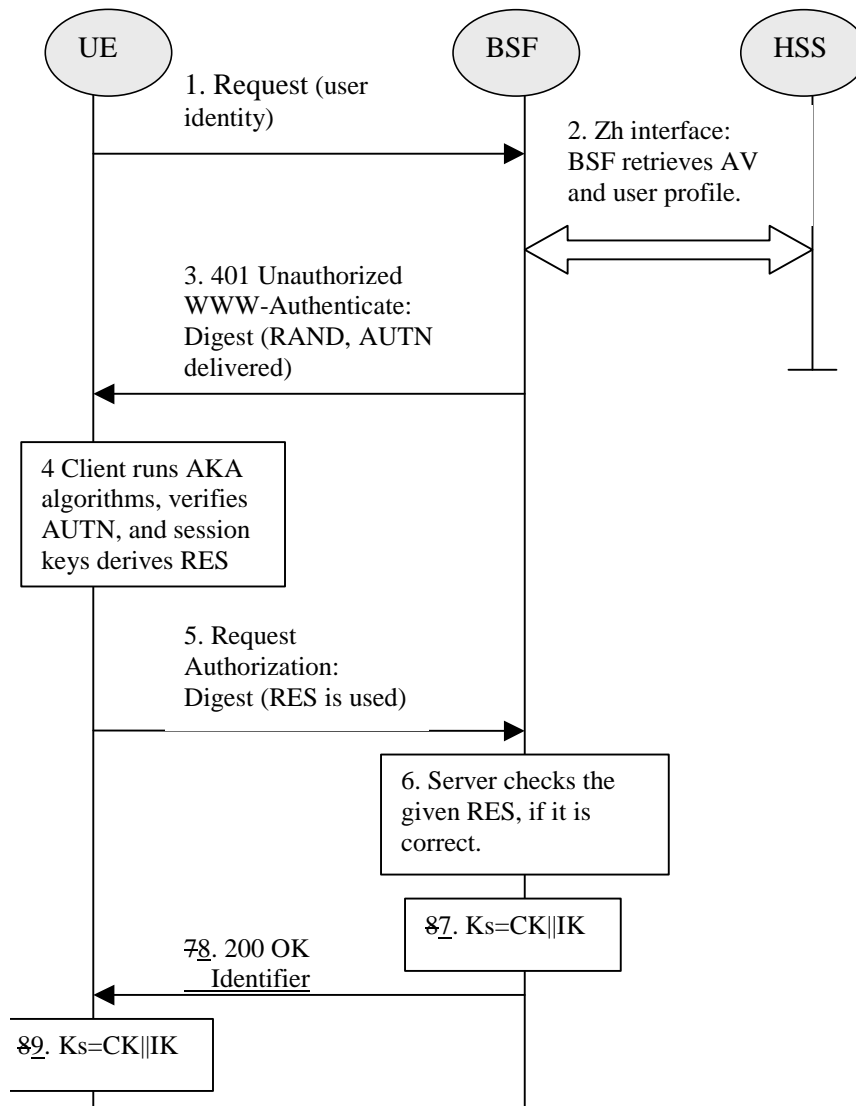 UE
BSF
HSS
1. Request (user
identity)
2. Zh interface:
BSF retrieves AV
and user profile.
3. 401 Unauthorized
WWW-Authenticate:
Digest (RAND, AUTN
delivered)
4 Client runs AKA
algorithms, verifies
AUTN, and session
keys derives RES
5. Request
Authorization:
Digest (RES is used)
6. Server checks the
given RES, if it is
correct.
87. Ks=CK||IK
78. 200 OK
Identifier
89. Ks=CK||IK